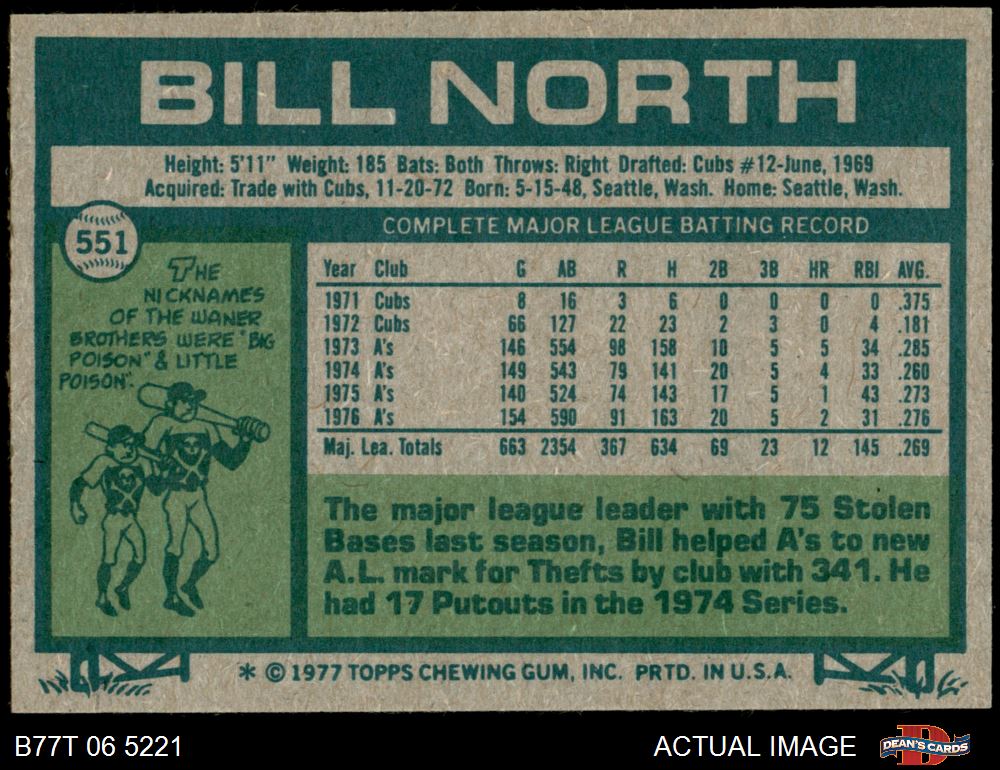 BILL NORTH
Height: 5'11" Weight: 185 Bats: Both Throws: Right Drafted: Cubs #12-June, 1969
Acquired: Trade with Cubs, 11-20-72 Born: 5-15-48, Seattle, Wash. Home: Seattle, Wash.
551
THE
NICKNAMES
OF THE WANER
BROTHERS WERE "BIG
POISON" & LITTLE
POISON".
COMPLETE MAJOR LEAGUE BATTING RECORD
Year Club G AB R H 2B 3B HR RBI AVG.
1971 Cubs 8 16 3 6 0 0 0 0 .375
1972 Cubs 66 127 22 23 2 3 0 4 .181
1973 A's 146 554 98 158 10 5 5 34 .285
1974 A's 149 543 79 141 20 5 4 33 .260
1975 A's 140 524 74 143 17 5 1 43 .273
1976 A's 154 590 91 163 20 5 2 31 .276
Maj. Lea. Totals 663 2354 367 634 69 23 12 145 .269
The major league leader with 75 Stolen
Bases last season, Bill helped A's to new
A.L. mark for Thefts by club with 341. He
had 17 Putouts in the 1974 Series.
* © 1977 TOPPS CHEWING GUM, INC. PRTD. IN U.S.A.
B77T 06 5221
ACTUAL IMAGE
D
DEAN'S CARDS